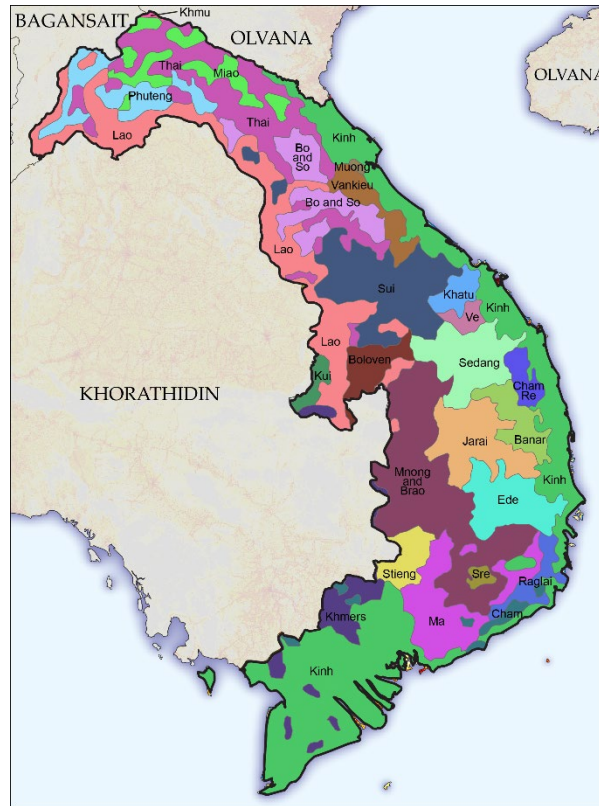 Khmu
BAGANSAIT
OLVANA
OLVANA
Thai
Miao
Phuteng
Lao
Thai
Kinh
Bo
and
So
Muong
Vankieu
Bo and So
Lao
Sui
Khatu
Kinh
Ve
Lao
Boloven
Sedang
Kui
Cham
Re
KHORATHIDIN
Jarai
Banar
Mnong
and
Brao
Kinh
Ede
Stieng
Sre
Raglai
Khmers
Ma
Cham
Kinh